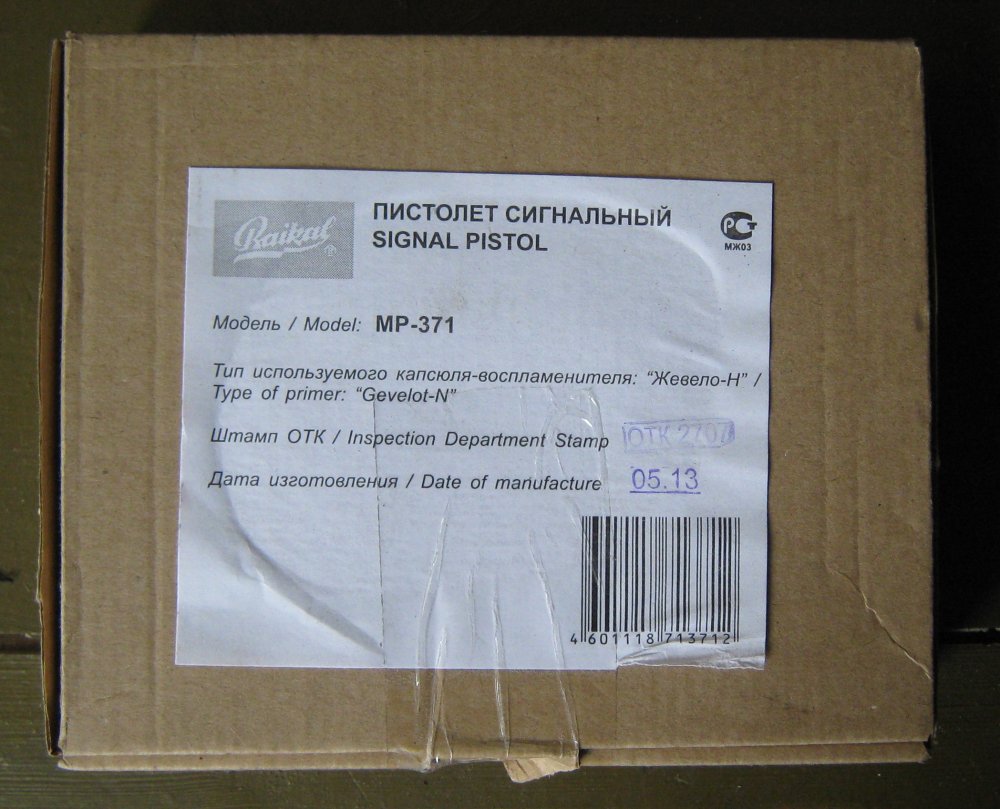 Baikal ®
ПИСТОЛЕТ СИГНАЛЬНЫЙ
SIGNAL PISTOL
РСТ
МЖ03
Модель / Model: МР-371
Тип используемого капсюля-воспламенителя: “Жевело-Н” /
Type of primer: “Gevelot-N”
Штамп ОТК / Inspection Department Stamp ОТК 2707
Дата изготовления / Date of manufacture 05.13
4 601118 713712